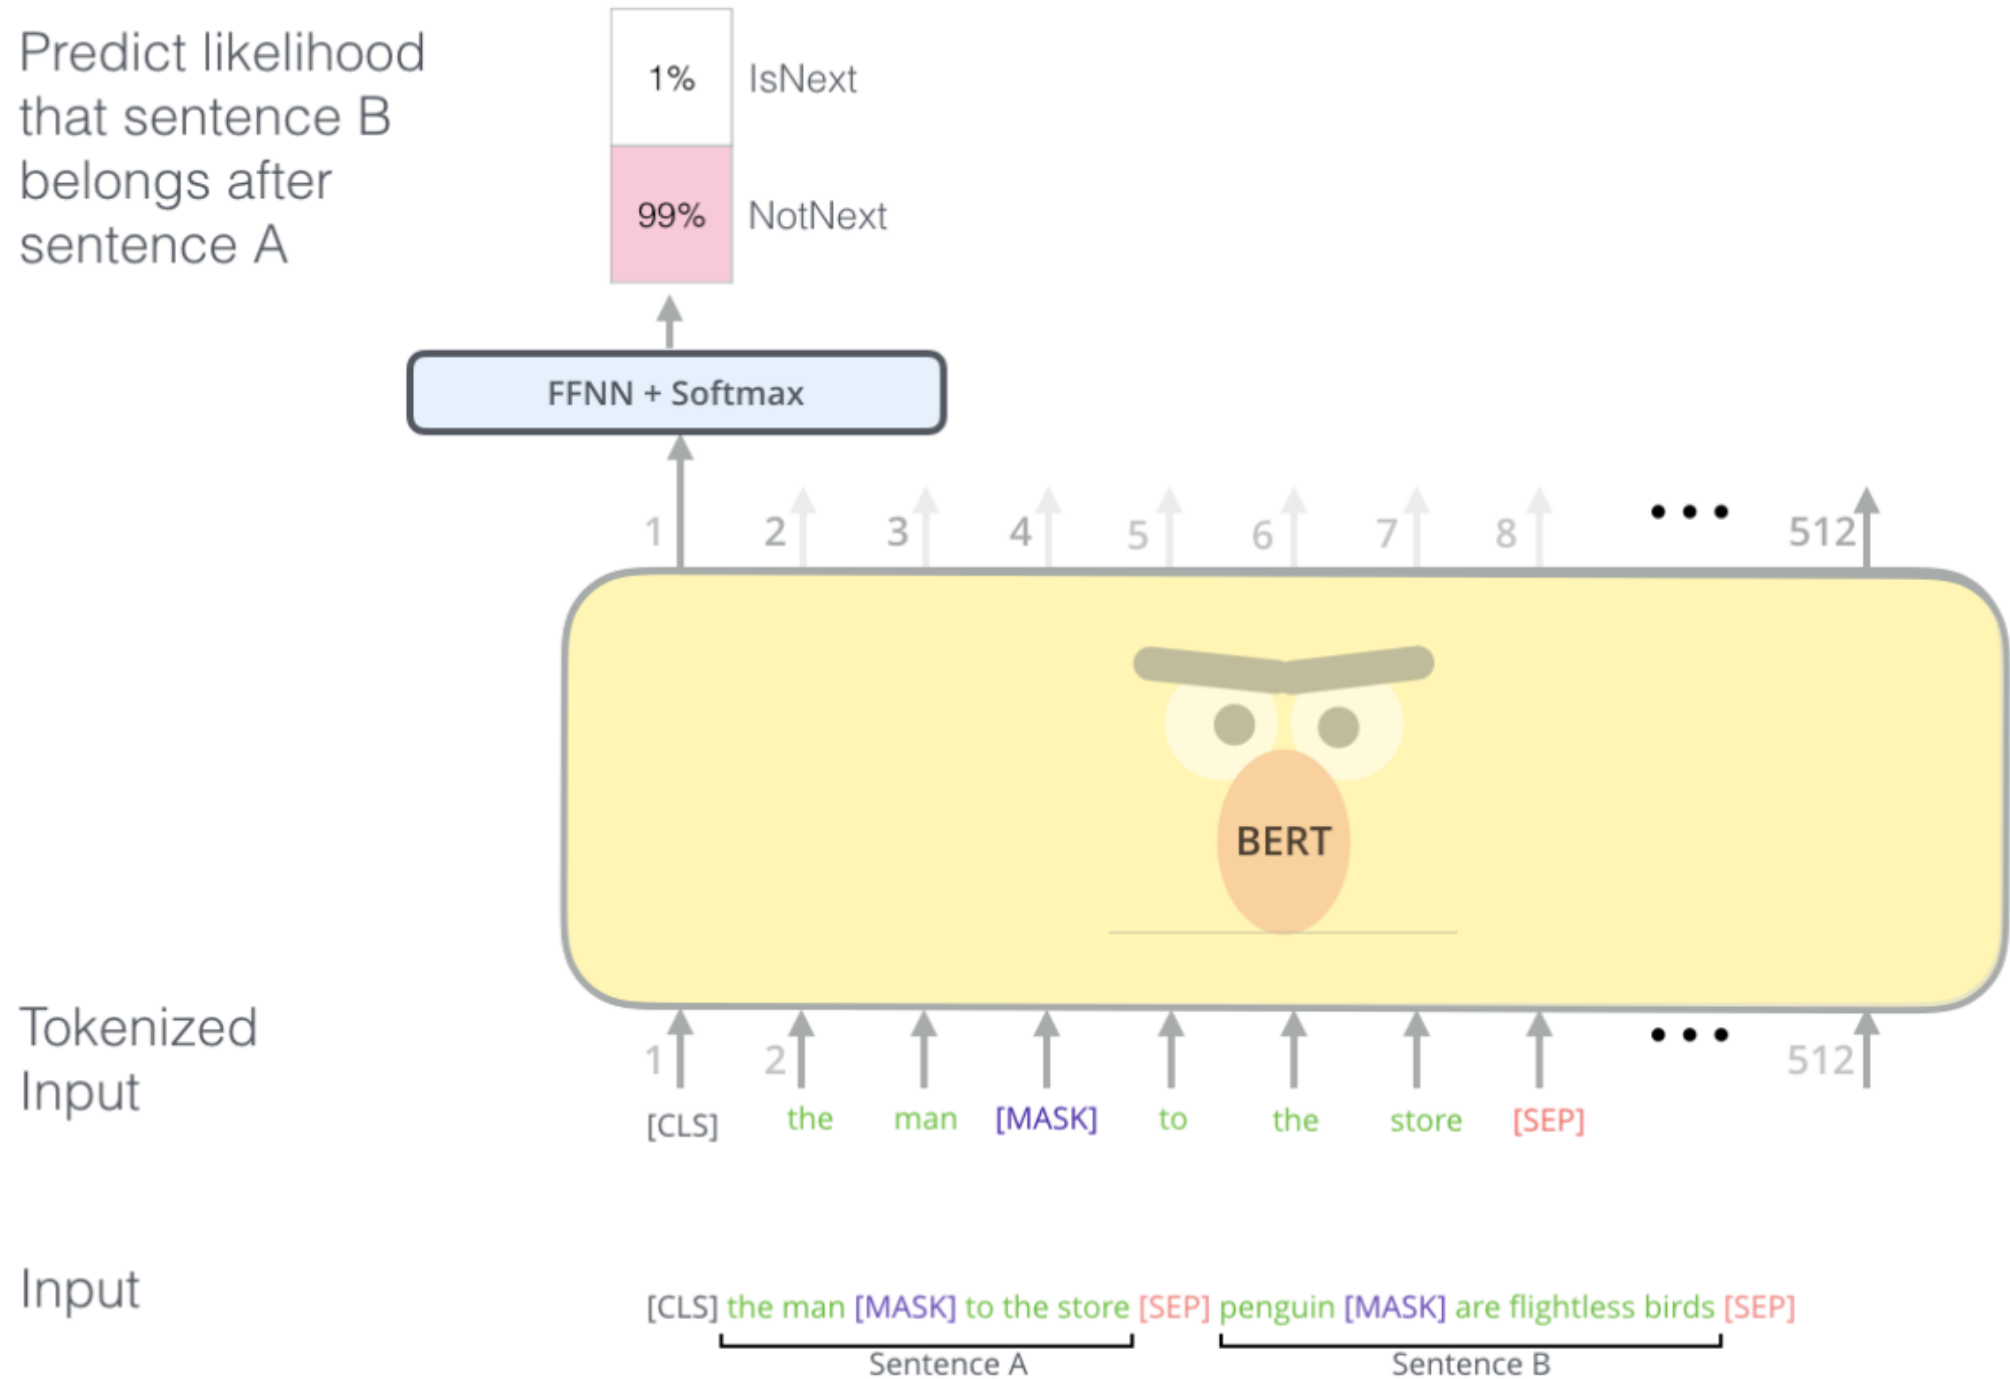 Predict likelihood
that sentence B
belongs after
sentence A
1% IsNext
99% NotNext
FFNN + Softmax
1 2 3 4 5 6 7 8 ••• 512
BERT
Tokenized
Input
1 2 ••• 512
[CLS] the man [MASK] to the store [SEP]
Input
[CLS] the man [MASK] to the store [SEP] penguin [MASK] are flightless birds [SEP]
Sentence A Sentence B